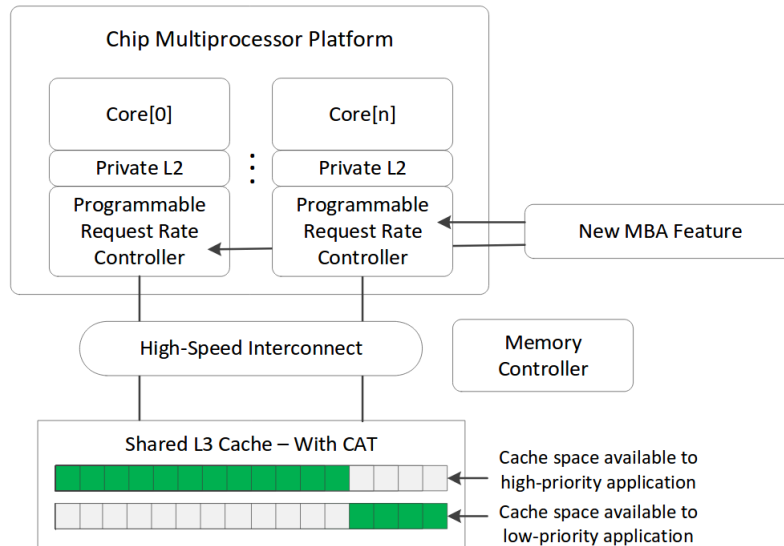 Chip Multiprocessor Platform
Core[0]
Core[n]
Private L2
Private L2
Programmable
Request Rate
Controller
Programmable
Request Rate
Controller
New MBA Feature
High-Speed Interconnect
Memory
Controller
Shared L3 Cache – With CAT
Cache space available to
high-priority application
Cache space available to
low-priority application